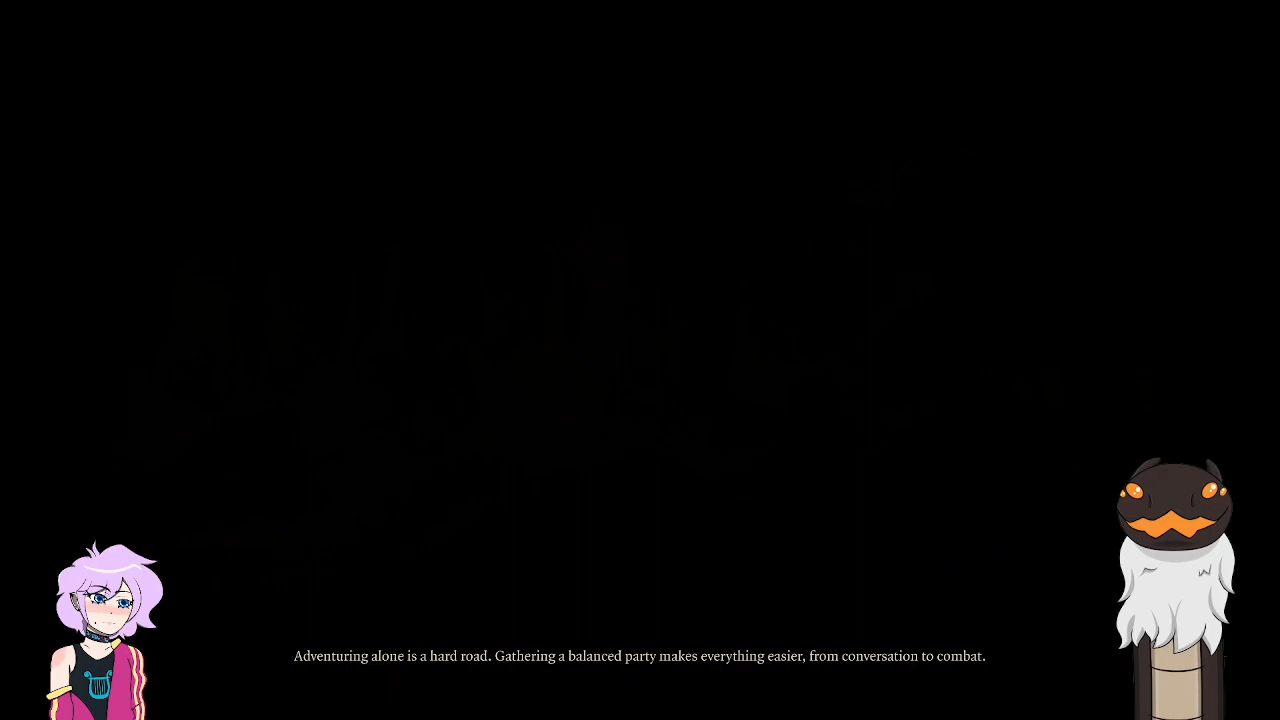 Adventuring alone is a hard road. Gathering a balanced party makes everything easier, from conversation to combat.